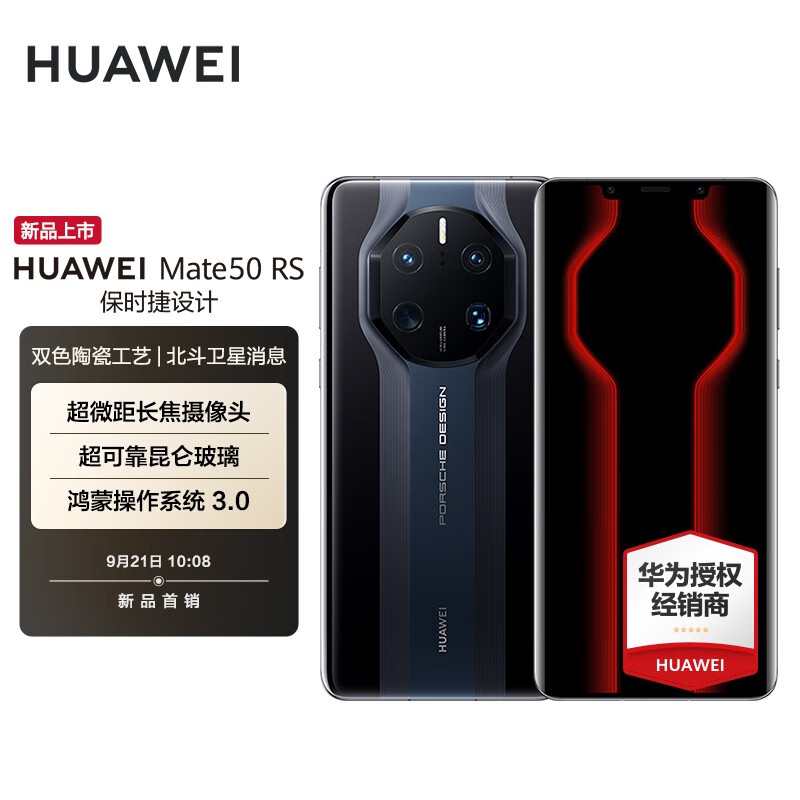 HUAWEI
新品上市
HUAWEI Mate50 RS
保时捷设计
双色陶瓷工艺 | 北斗卫星消息
超微距长焦摄像头
超可靠昆仑玻璃
鸿蒙操作系统 3.0
9月21日 10:08
新品首销
PORSCHE DESIGN
HUAWEI
华为授权
经销商
HUAWEI